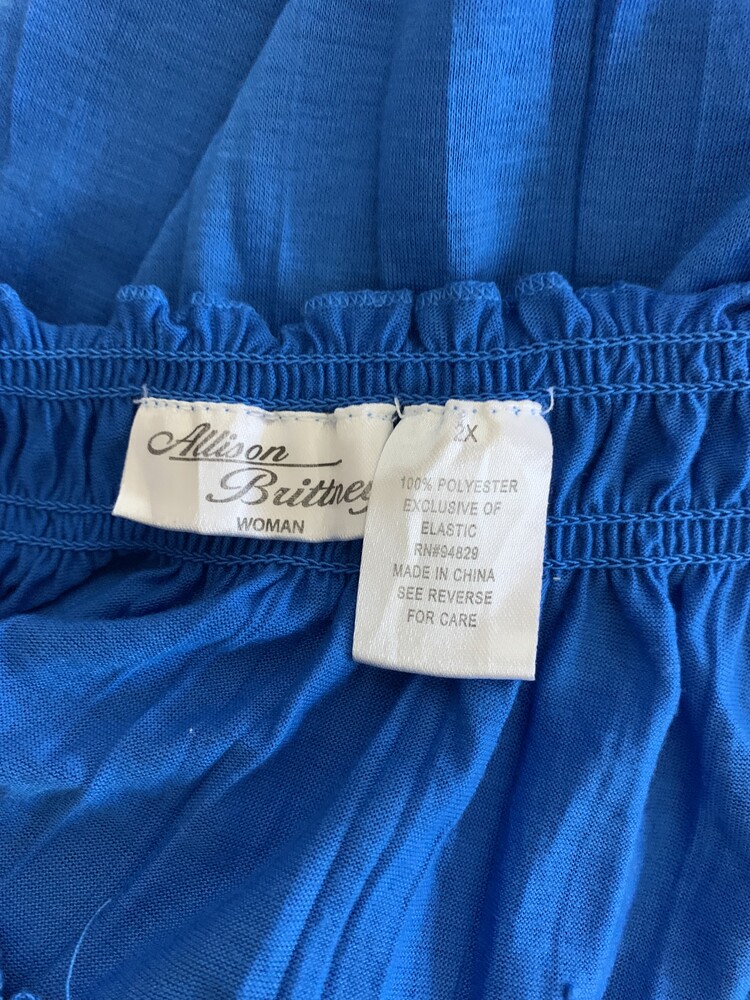 Allison
Brittney
WOMAN
2X
100% POLYESTER
EXCLUSIVE OF
ELASTIC
RN#94829
MADE IN CHINA
SEE REVERSE
FOR CARE